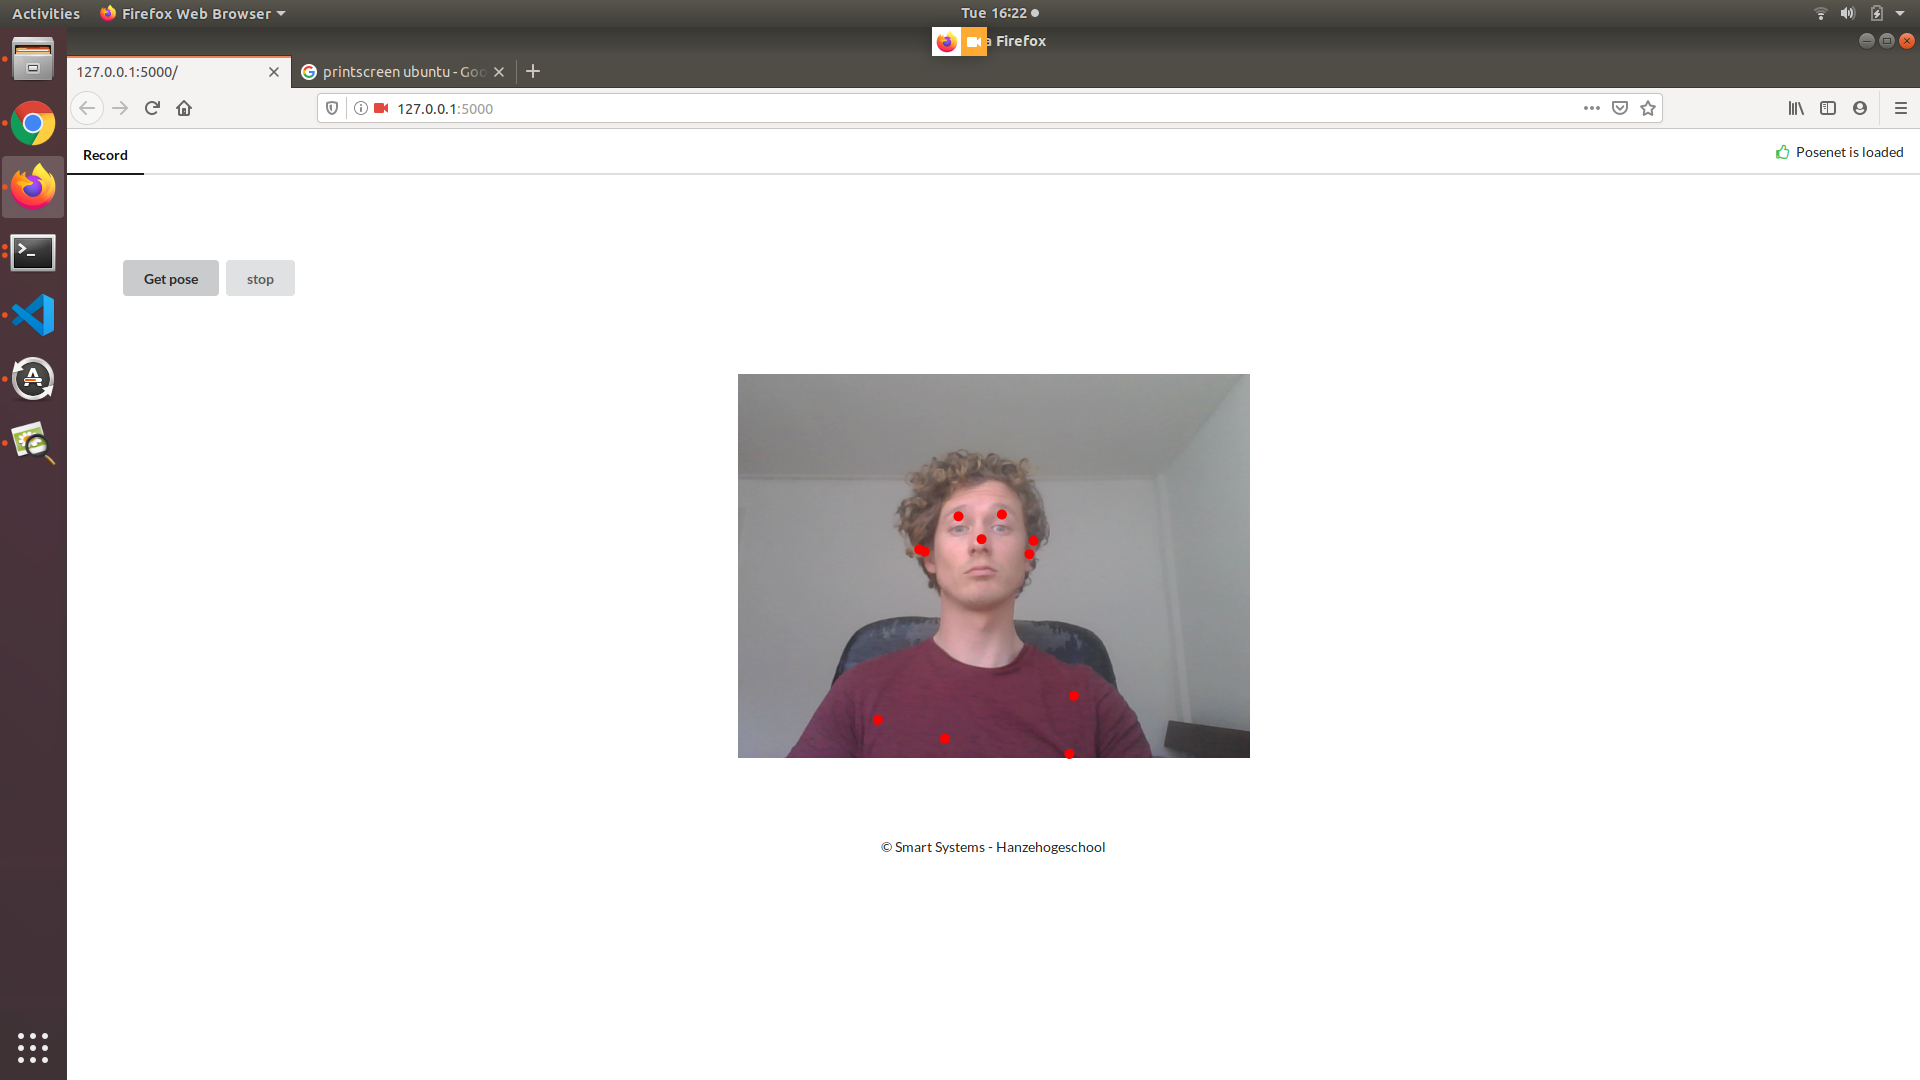 Activities Firefox Web Browser Tue 16:22
a Firefox
127.0.0.1:5000/ printscreen ubuntu - Goo
127.0.0.1:5000
Record Posenet is loaded
Get pose stop
© Smart Systems - Hanzehogeschool